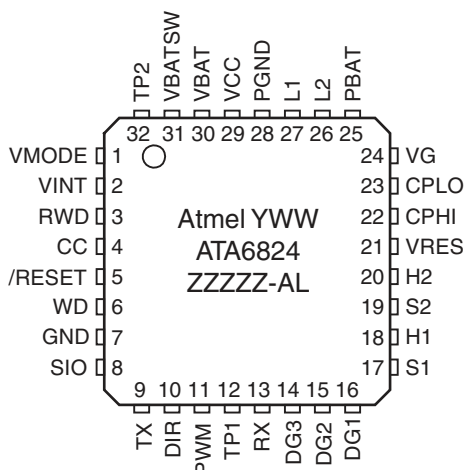 TP2
VBATSW
VBAT
VCC
PGND
L1
L2
PBAT
32 31 30 29 28 27 26 25
VMODE 1
VINT 2
RWD 3
CC 4
/RESET 5
WD 6
GND 7
SIO 8
Atmel YWW
ATA6824
ZZZZZ-AL
24 VG
23 CPLO
22 CPHI
21 VRES
20 H2
19 S2
18 H1
17 S1
9 10 11 12 13 14 15 16
TX
DIR
PWM
TP1
RX
DG3
DG2
DG1